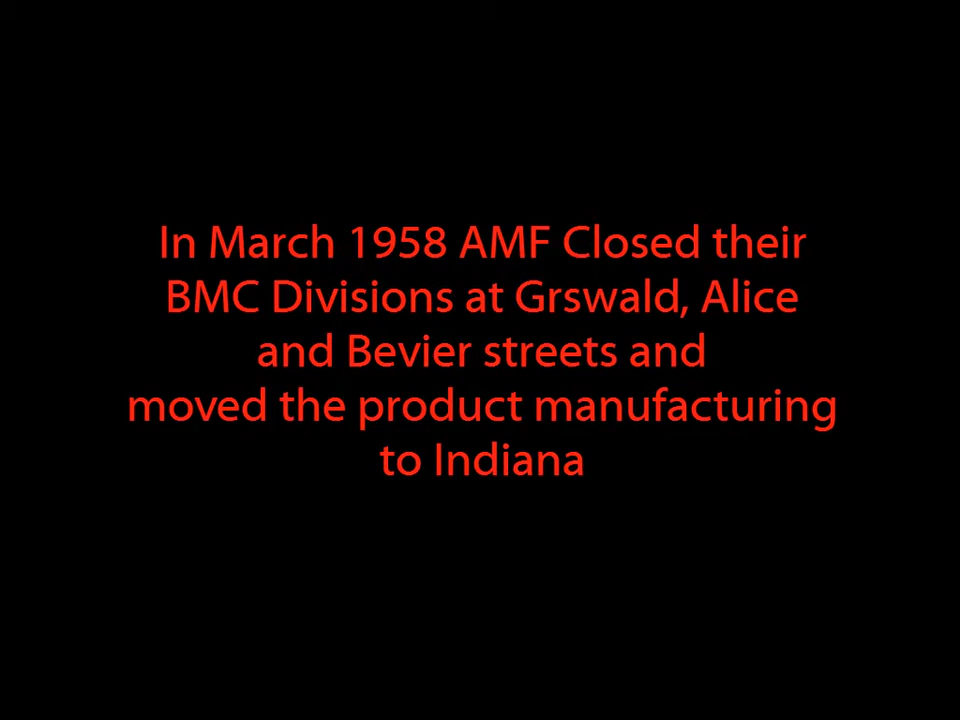 In March 1958 AMF Closed their
BMC Divisions at Grswald, Alice
and Bevier streets and
moved the product manufacturing
to Indiana